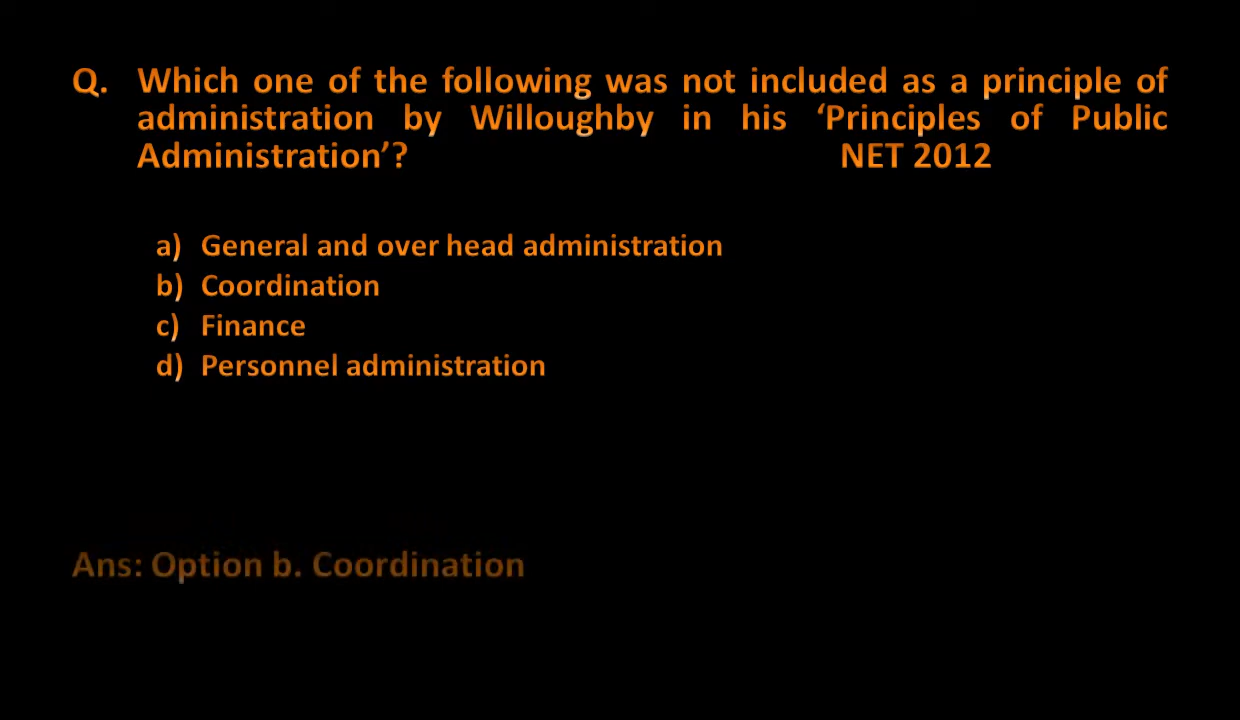 Q. Which one of the following was not included as a principle of
administration by Willoughby in his ‘Principles of Public
Administration’? NET 2012
a) General and over head administration
b) Coordination
c) Finance
d) Personnel administration
Ans: Option b. Coordination